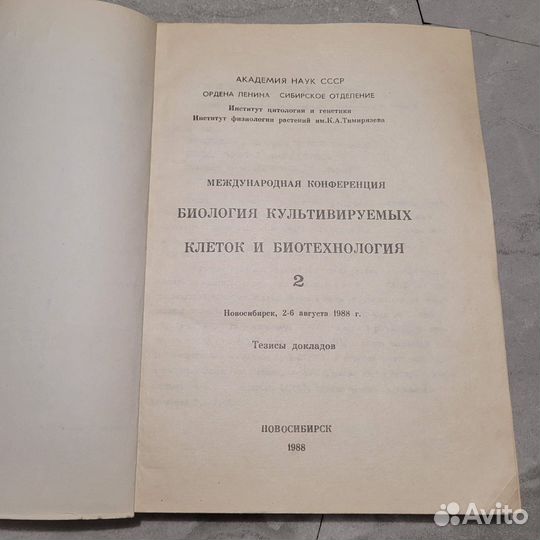 АКАДЕМИЯ НАУК СССР
ОРДЕНА ЛЕНИНА СИБИРСКОЕ ОТДЕЛЕНИЕ
Институт цитологии и генетики
Институт физиологии растений им.К.А.Тимирязева
МЕЖДУНАРОДНАЯ КОНФЕРЕНЦИЯ
БИОЛОГИЯ КУЛЬТИВИРУЕМЫХ
КЛЕТОК И БИОТЕХНОЛОГИЯ
2
Новосибирск, 2-6 августа 1988 г.
Тезисы докладов
НОВОСИБИРСК
1988
Avito